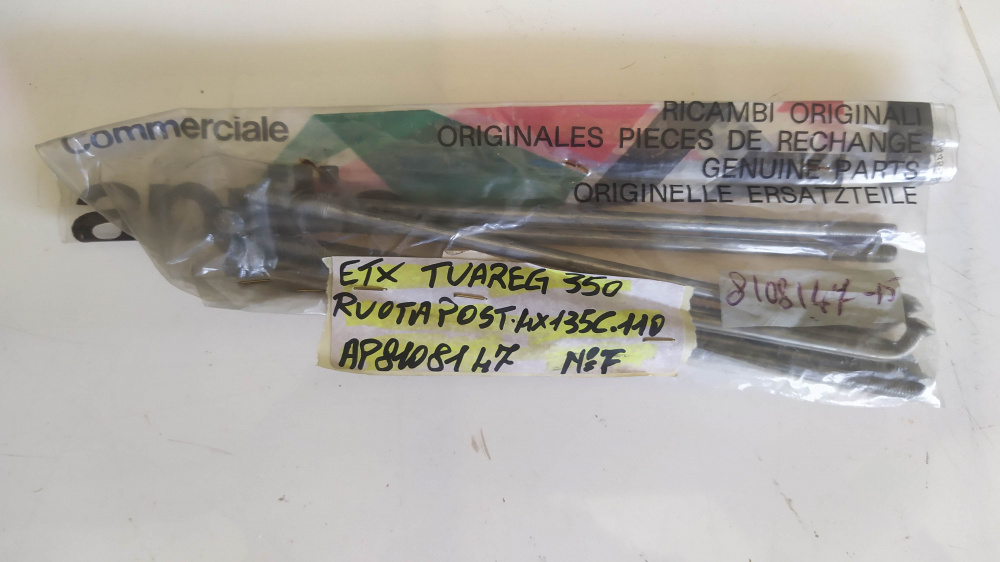 commerciale
aprilia
RICAMBI ORIGINALI
ORIGINALES PIECES DE RECHANGE
GENUINE PARTS
ORIGINELLE ERSATZTEILE
ETX TUAREG 350
RUOTA POST. 4X135C.110
AP8108147 N:F
8108147